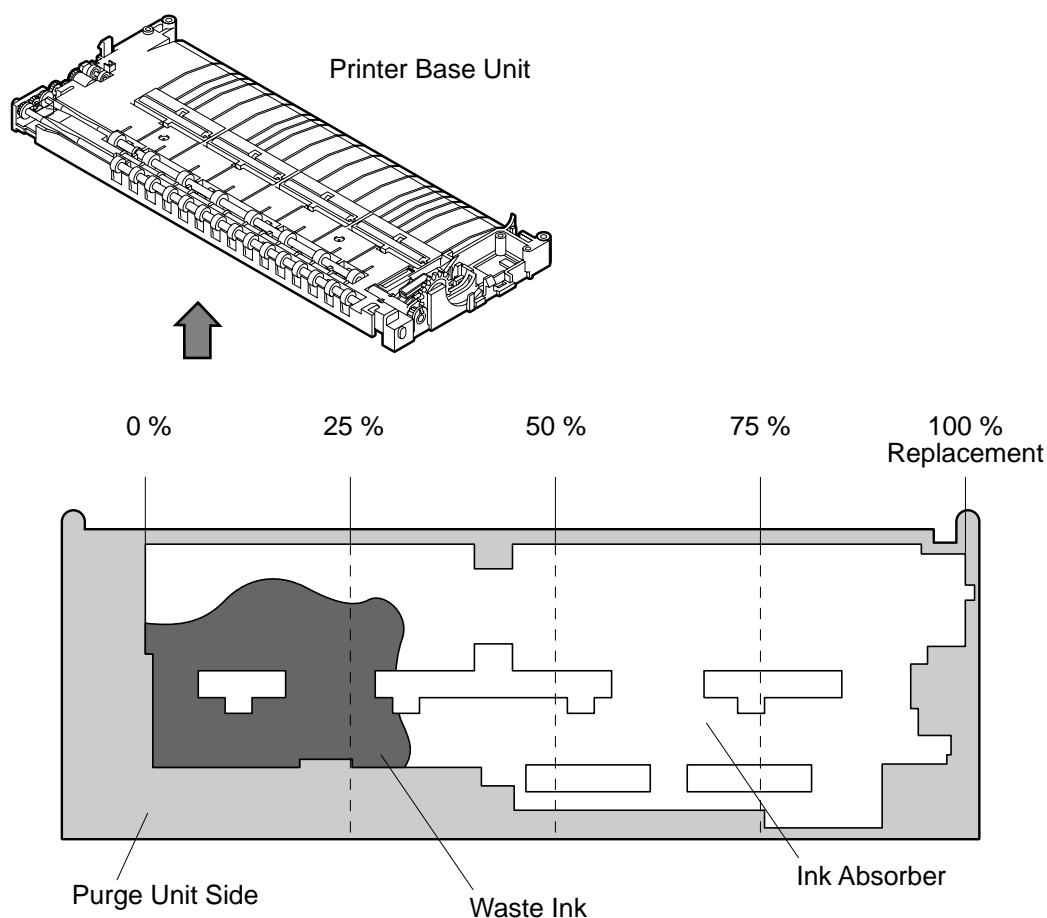 Printer Base Unit
0 %
25 %
50 %
75 %
100 %
Replacement
Purge Unit Side
Waste Ink
Ink Absorber